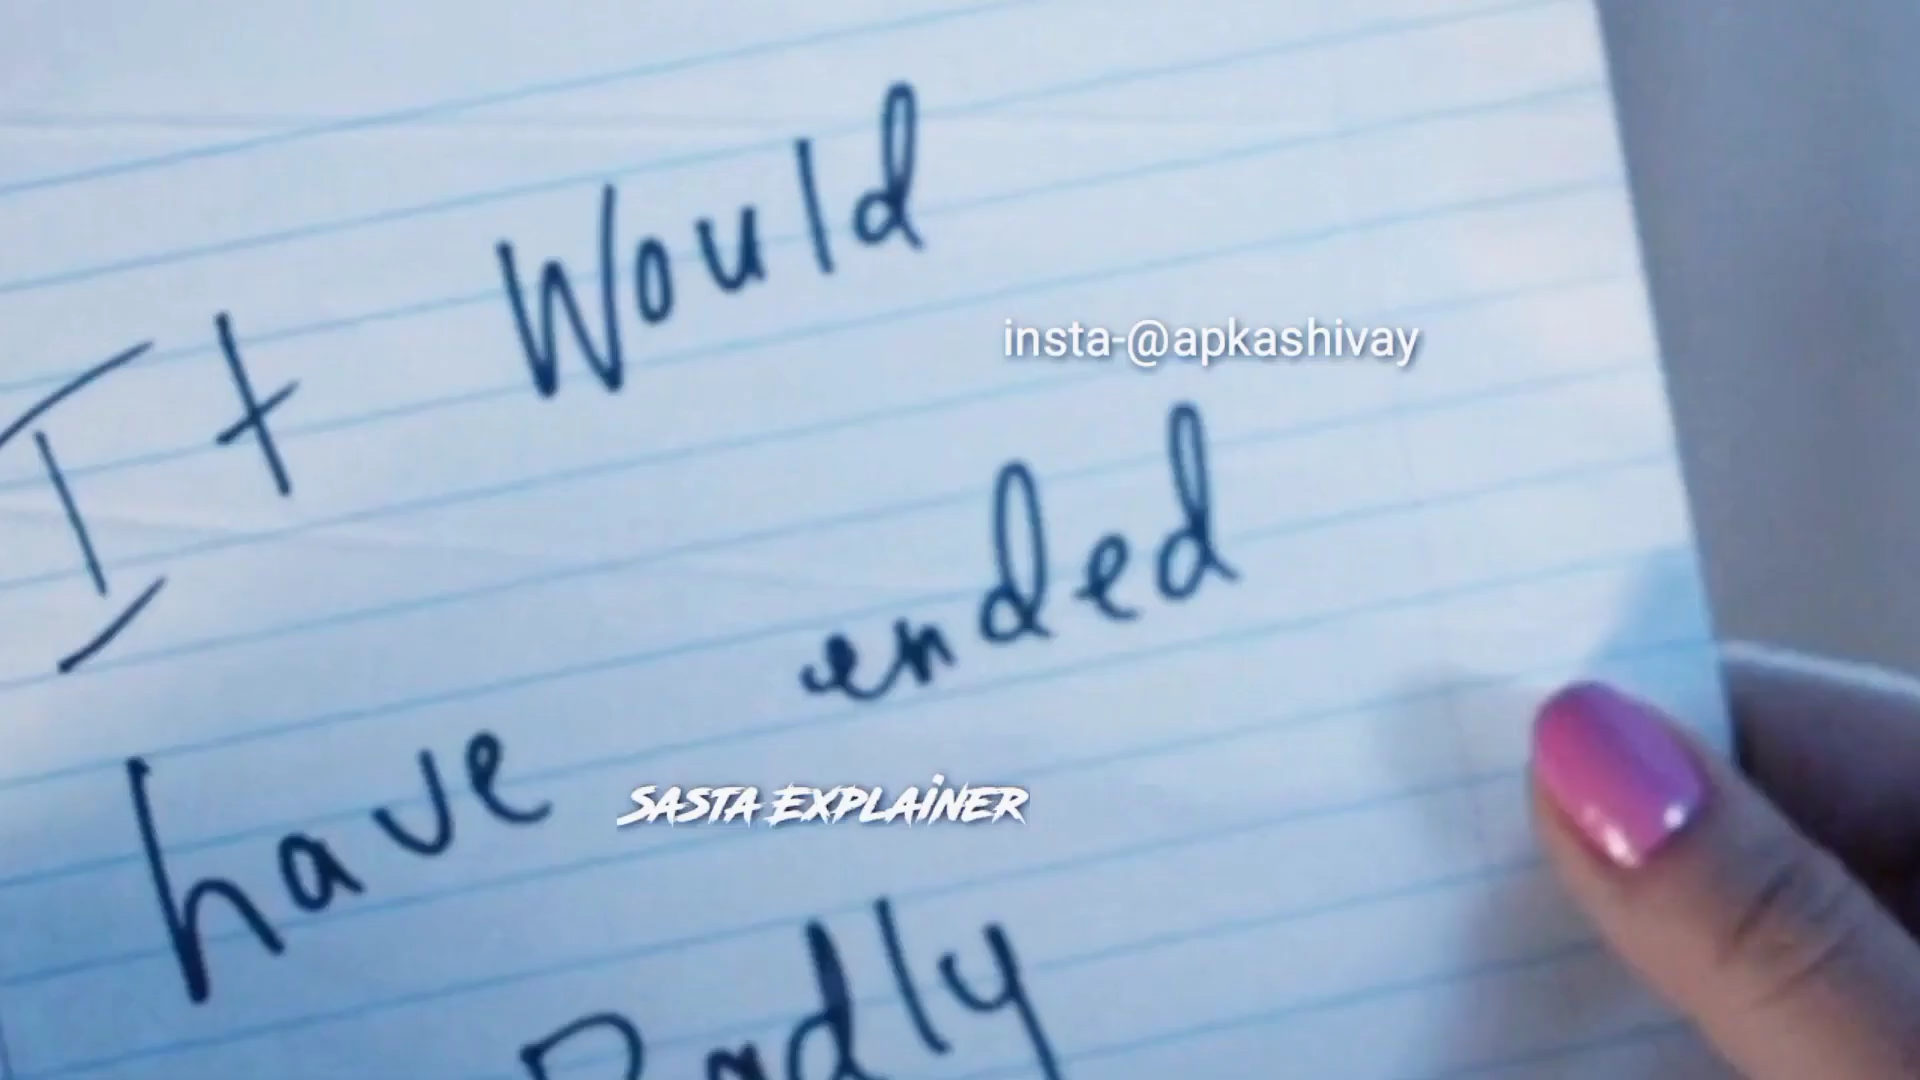 It Would
insta-@apkashivay
have ended
Sasta Explainer
Badly